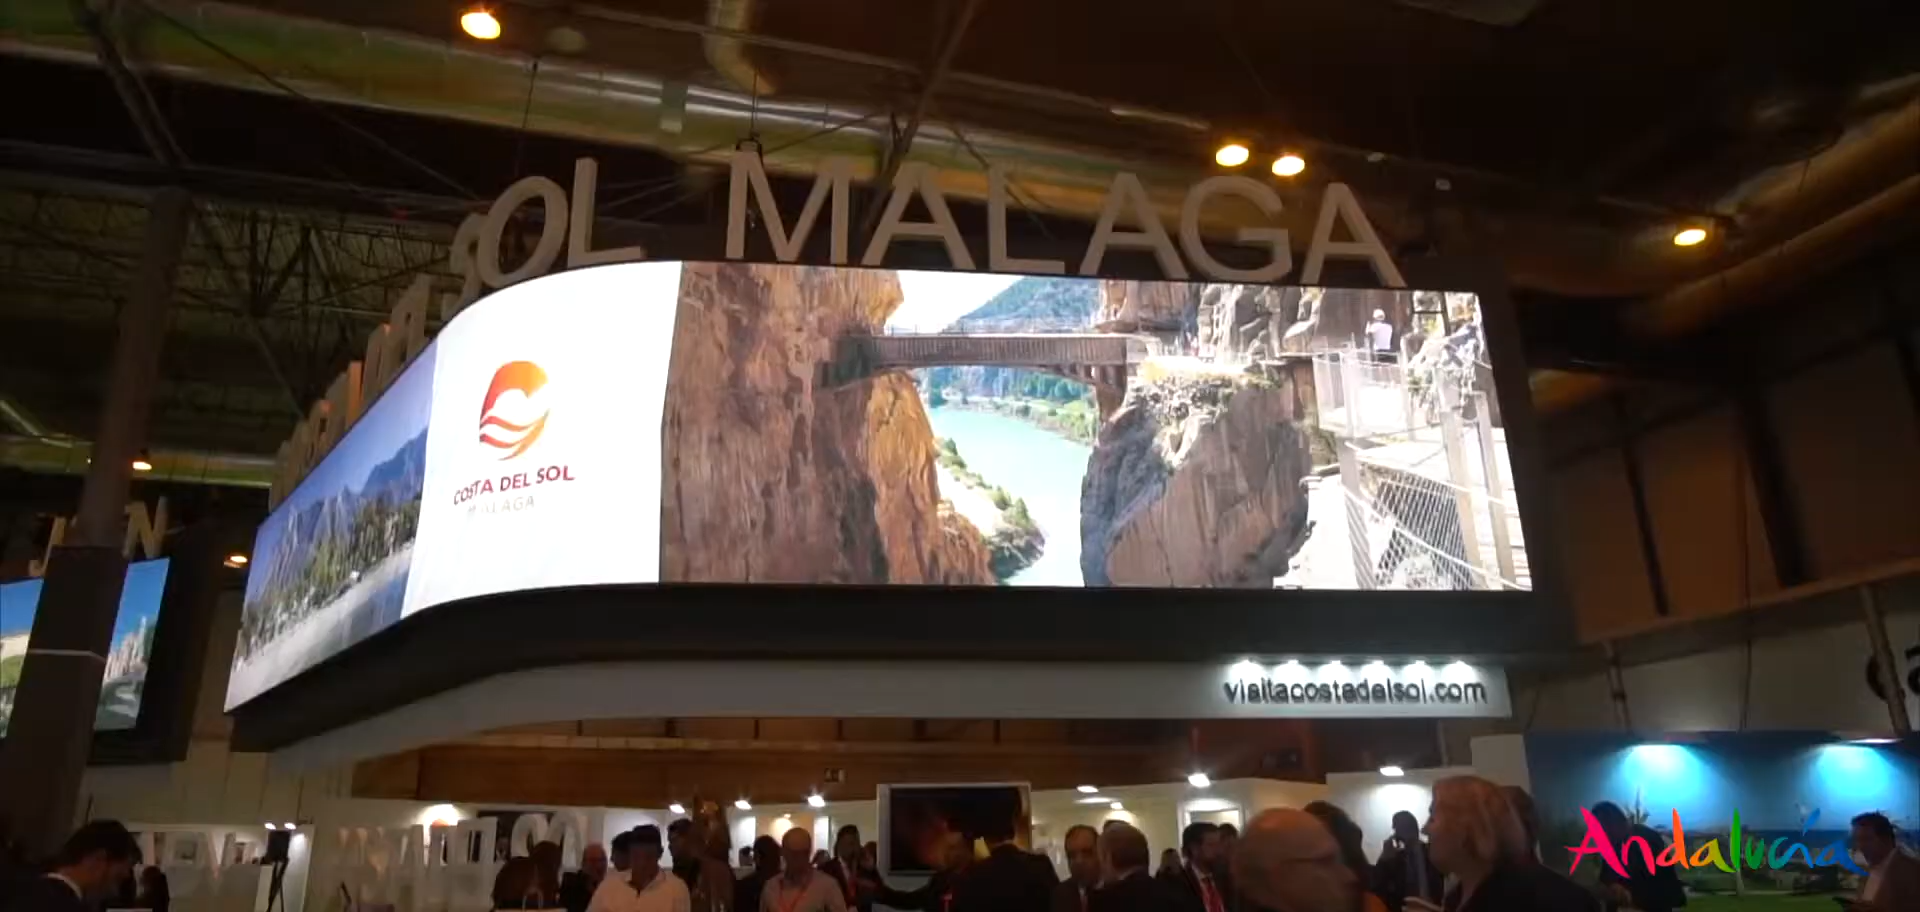 SOL MALAGA
COSTA DEL SOL
MALAGA
visitacostadelsol.com
Andalucía